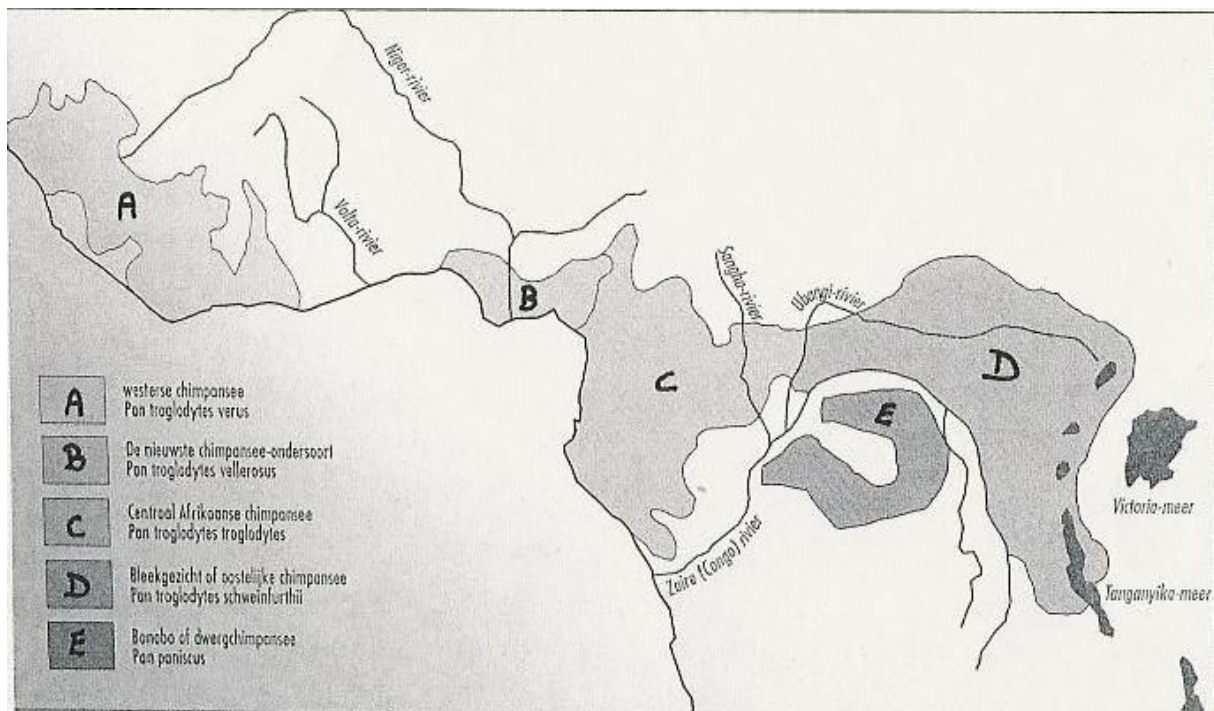 Niger-rivier
Volta-rivier
Sangha-rivier
Ubangi-rivier
A
B
C
D
E
Zaïre (Congo) rivier
Victoria-meer
Tanganyika-meer
A westerse chimpansee
Pan troglodytes verus
B De nieuwste chimpansee-ondersoort
Pan troglodytes vellerosus
C Centraal Afrikaanse chimpansee
Pan troglodytes troglodytes
D Bleekgezicht of oostelijke chimpansee
Pan troglodytes schweinfurthii
E Bonobo of dwergchimpansee
Pan paniscus